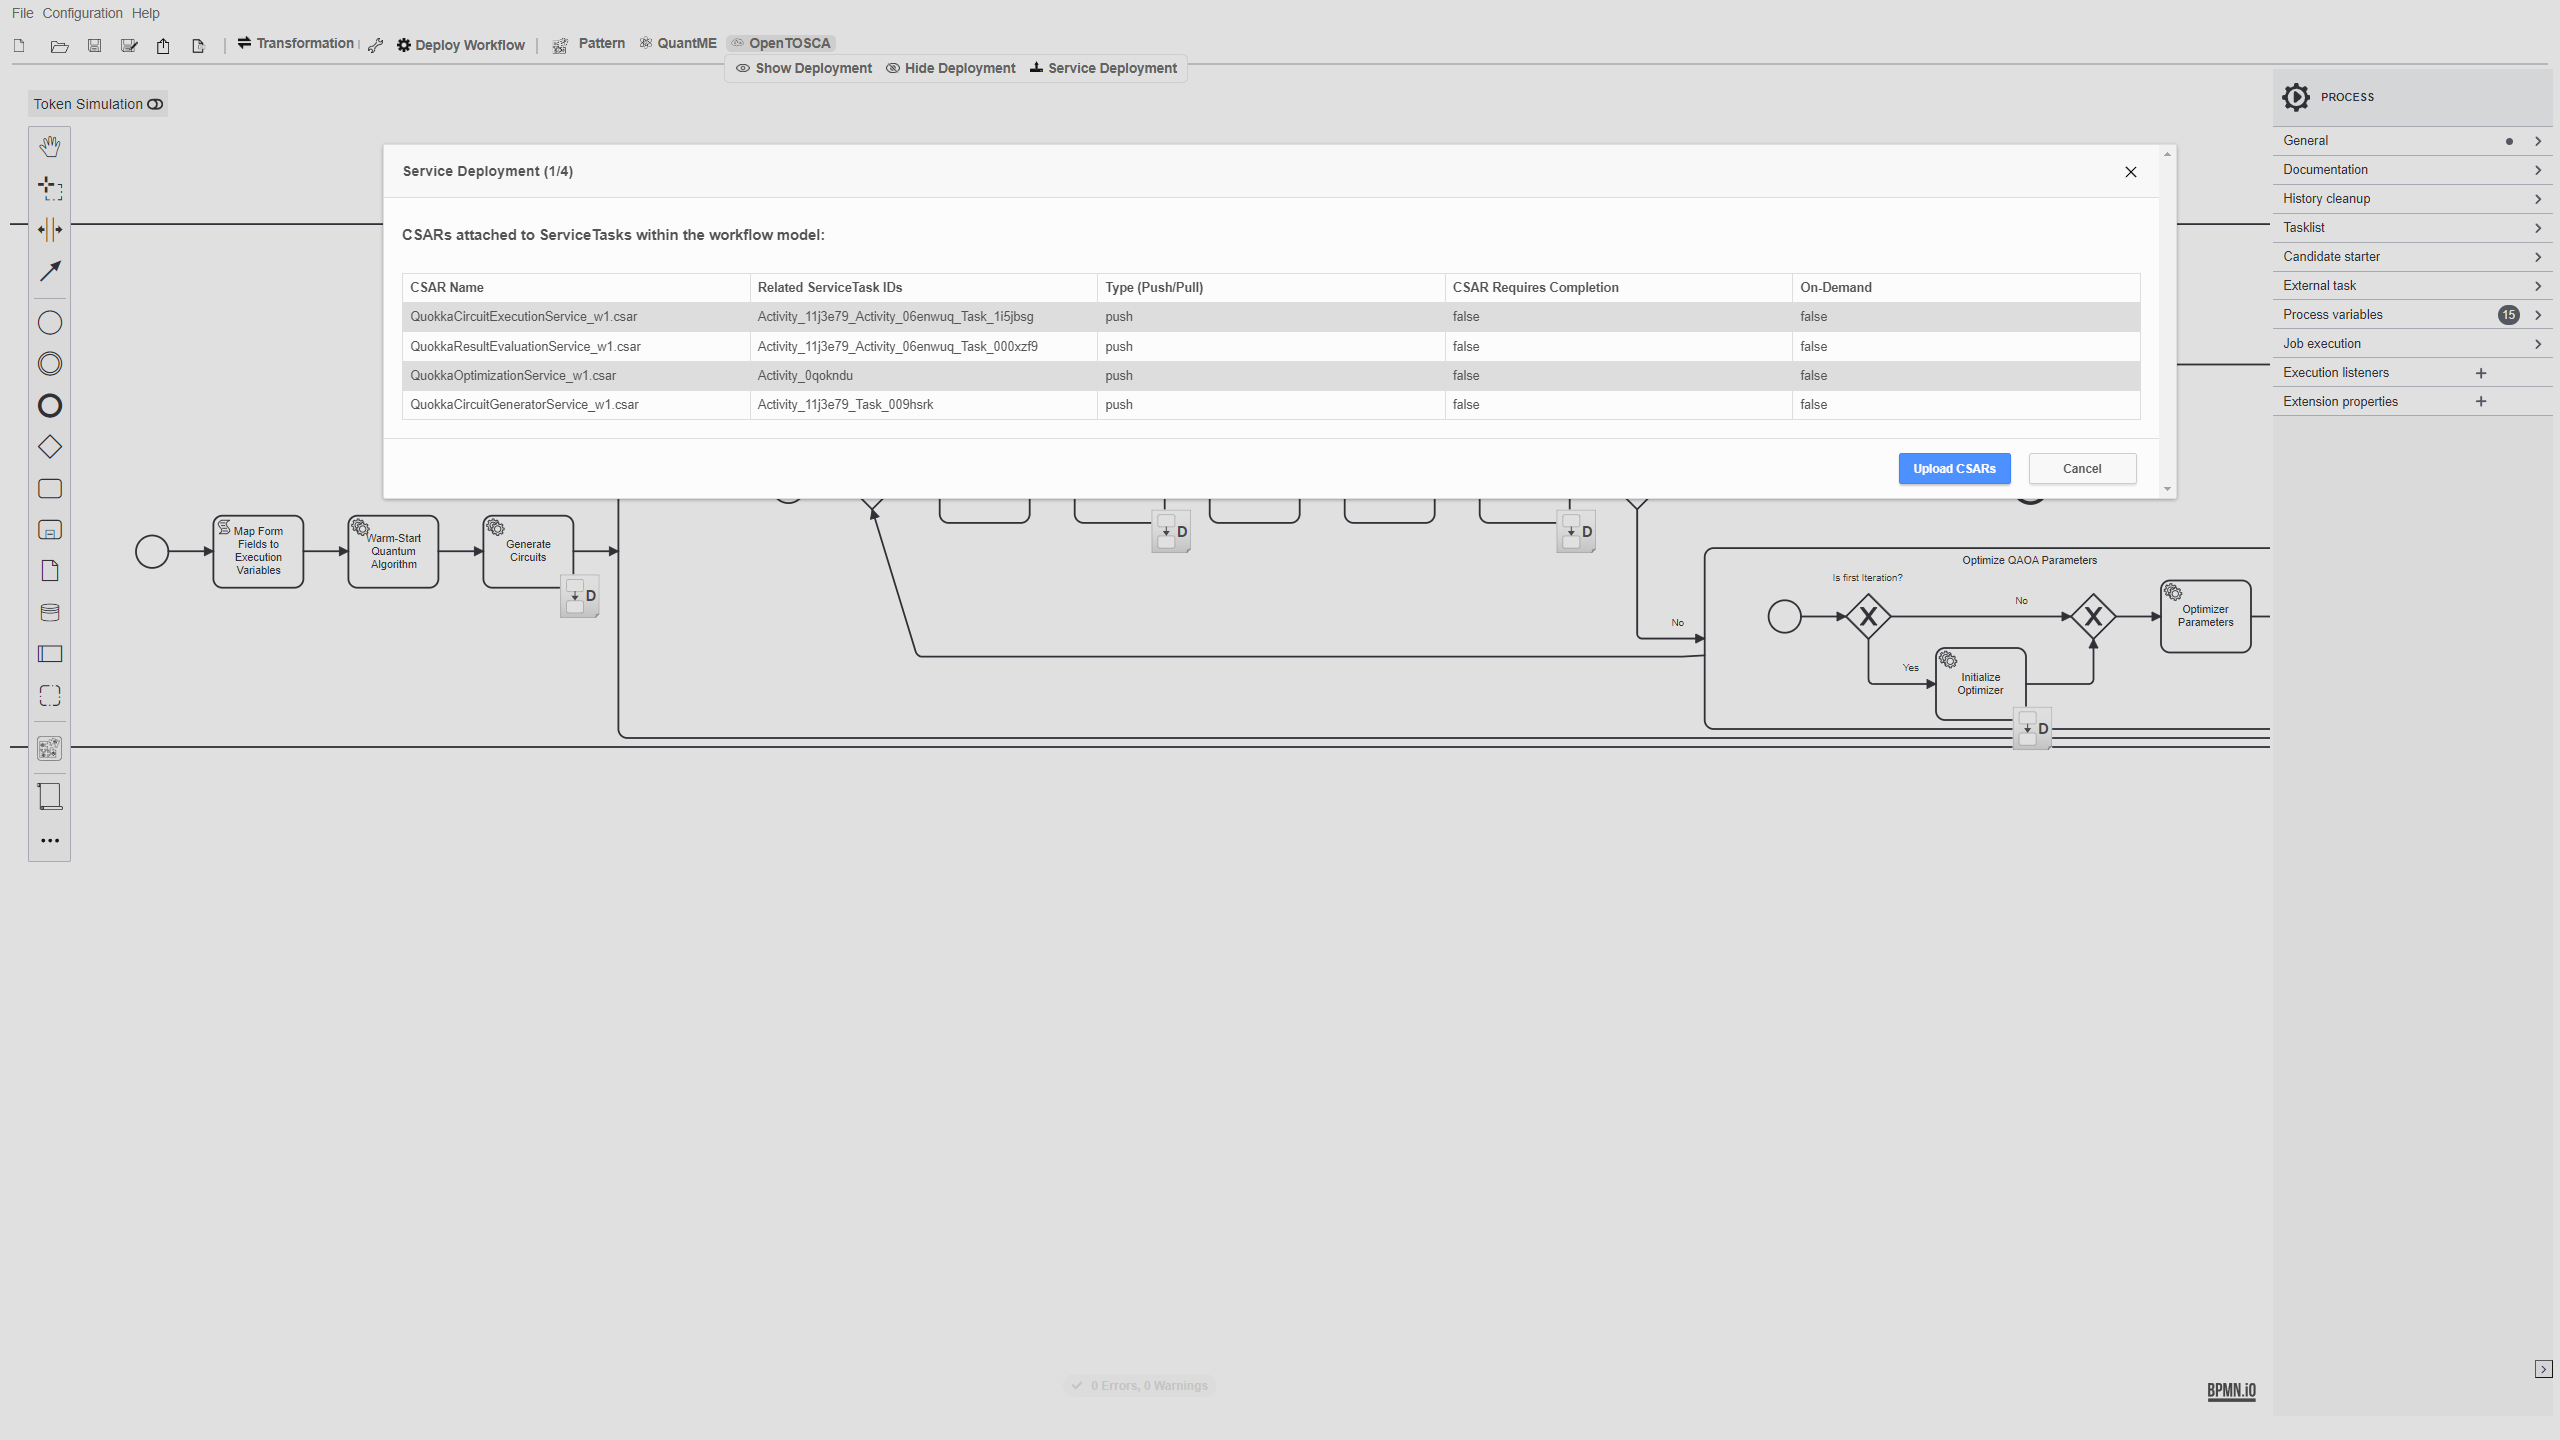 File Configuration Help
Transformation Deploy Workflow Pattern QuantME OpenTOSCA
Show Deployment Hide Deployment Service Deployment
Token Simulation
PROCESS
General
Documentation
History cleanup
Tasklist
Candidate starter
External task
Process variables 15
Job execution
Execution listeners
Extension properties
Service Deployment (1/4)
CSARs attached to ServiceTasks within the workflow model:
CSAR Name Related ServiceTask IDs Type (Push/Pull) CSAR Requires Completion On-Demand
QuokkaCircuitExecutionService_w1.csar Activity_11j3e79_Activity_06enwuq_Task_1i5jbsg push false false
QuokkaResultEvaluationService_w1.csar Activity_11j3e79_Activity_06enwuq_Task_000xzf9 push false false
QuokkaOptimizationService_w1.csar Activity_0qokndu push false false
QuokkaCircuitGeneratorService_w1.csar Activity_11j3e79_Task_009hsrk push false false
Upload CSARs Cancel
Map Form
Fields to
Execution
Variables
Warm-Start
Quantum
Algorithm
Generate
Circuits
D
D
D
No
Optimize QAOA Parameters
Is first Iteration?
No
Yes
Initialize
Optimizer
Optimizer
Parameters
D
0 Errors, 0 Warnings
BPMN.iO